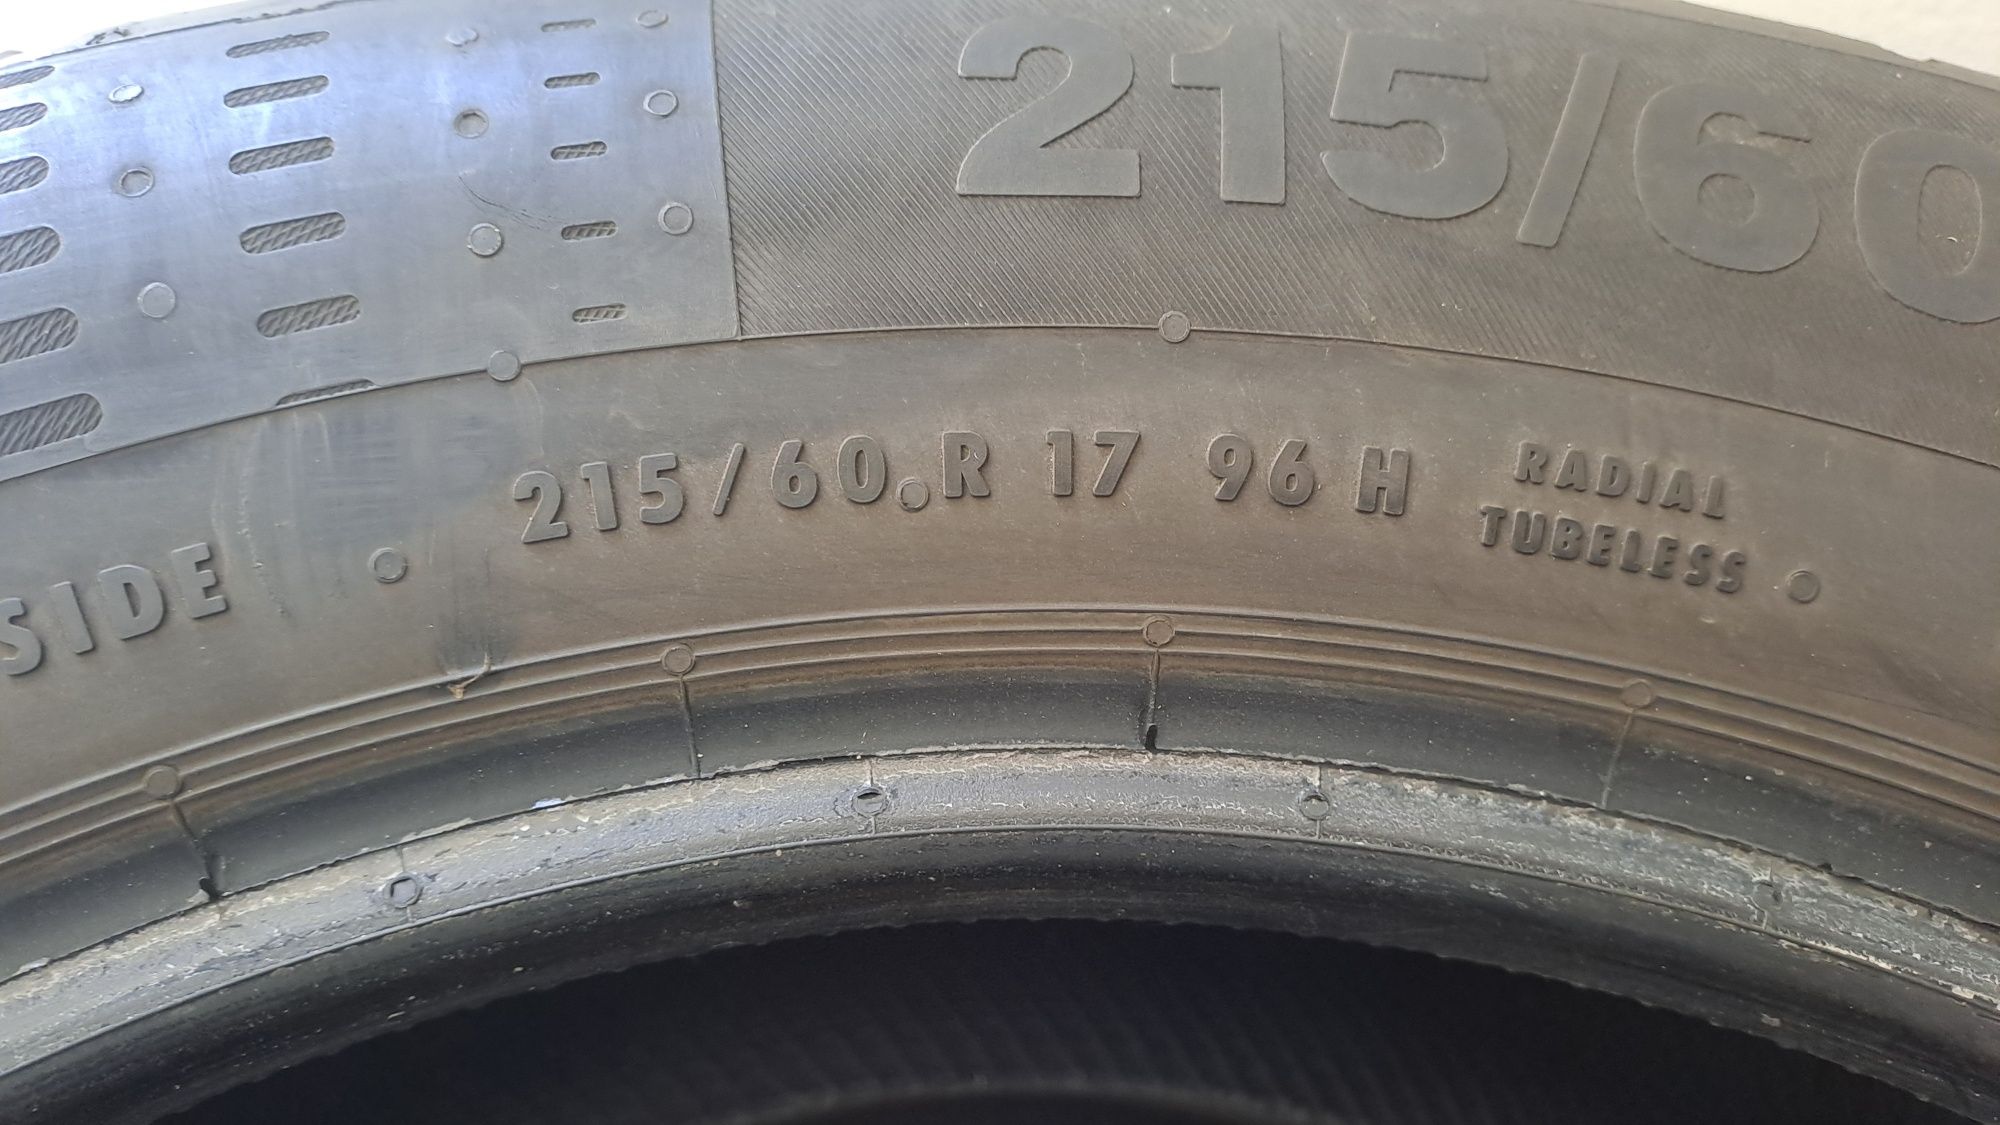 215/60
SIDE 215/60 R 17 96 H RADIAL
TUBELESS